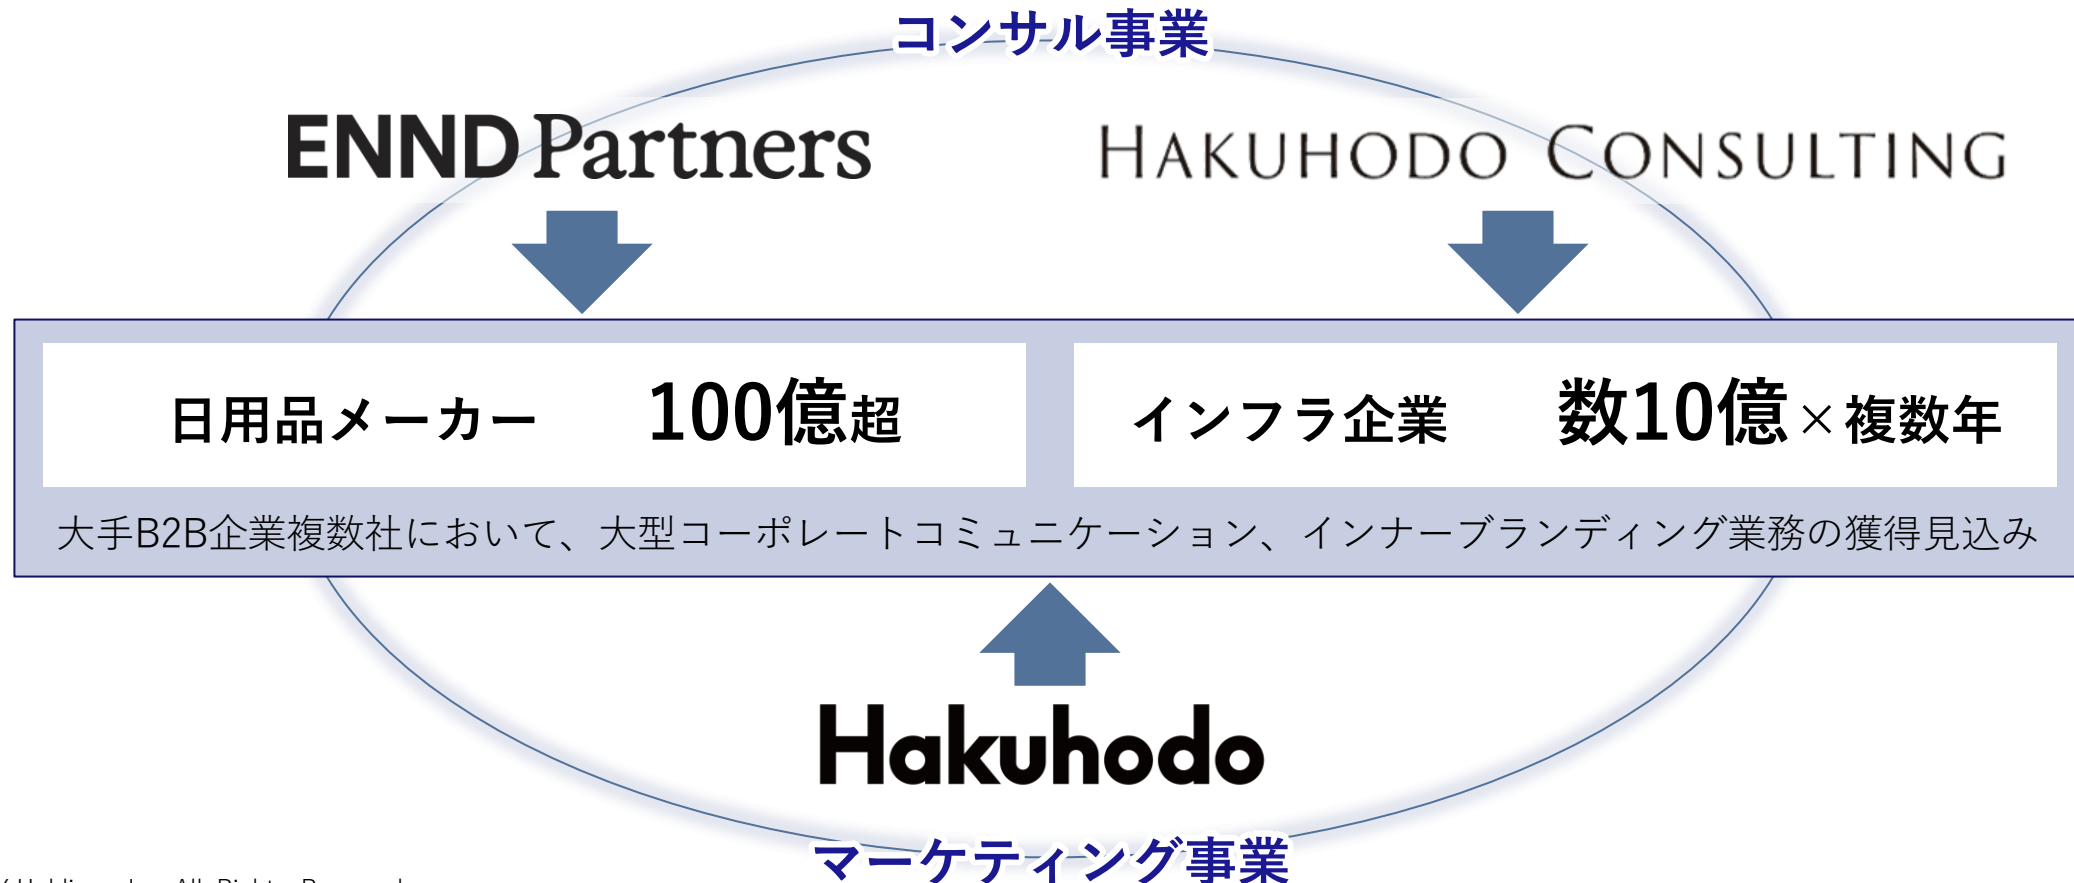 コンサル事業
ENND Partners
HAKUHODO CONSULTING
日用品メーカー 100億超
インフラ企業 数10億×複数年
大手B2B企業複数社において、大型コーポレートコミュニケーション、インナーブランディング業務の獲得見込み
Hakuhodo
マーケティング事業